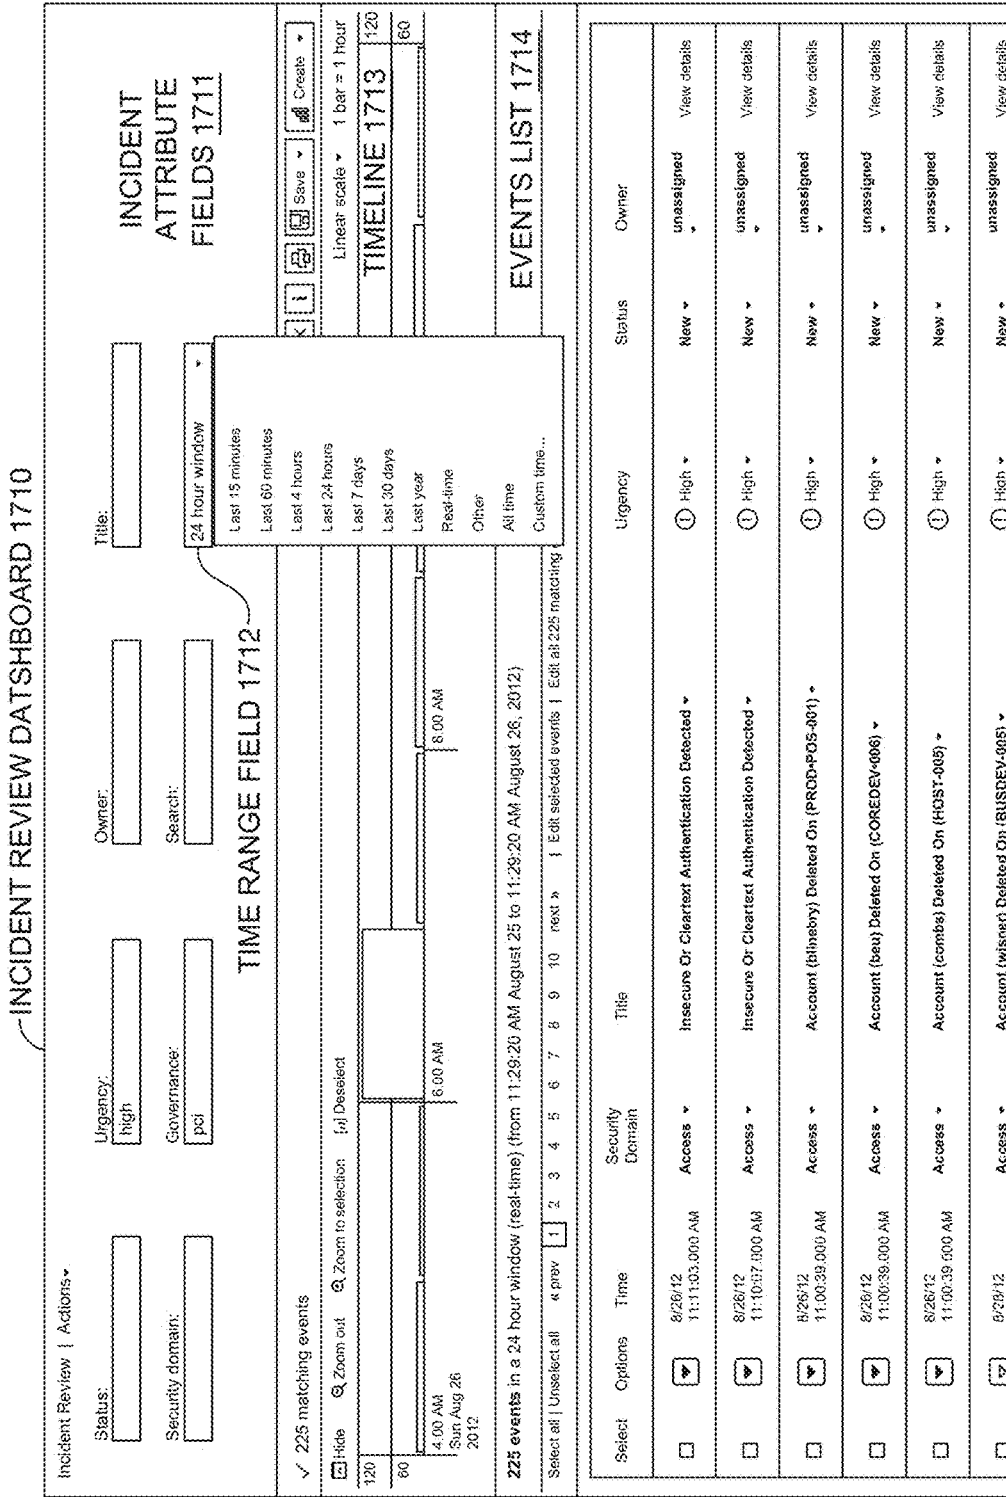 INCIDENT REVIEW DATSHBOARD 1710
Incident Review | Actions
Status:
Urgency:
high
Owner:
Title:
INCIDENT
ATTRIBUTE
FIELDS 1711
Security domain:
Governance:
pci
Search:
24 hour window
TIME RANGE FIELD 1712
Last 15 minutes
Last 60 minutes
Last 4 hours
Last 24 hours
Last 7 days
Last 30 days
Last year
Real-time
Other
All time
Custom time...
✓ 225 matching events
i
Save
Create
Hide Zoom out Zoom to selection Deselect
Linear scale 1 bar = 1 hour
120 120
TIMELINE 1713
60 60
4:00 AM
Sun Aug 26
2012
6:00 AM
8:00 AM
225 events in a 24 hour window (real-time) (from 11:29:20 AM August 25 to 11:29:20 AM August 26, 2012)
EVENTS LIST 1714
Select all | Unselect all « prev 1 2 3 4 5 6 7 8 9 10 next » | Edit selected events | Edit all 225 matching
Select Options Time Security Domain Title Urgency Status Owner
8/26/12 11:11:03.000 AM Access Insecure Or Cleartext Authentication Detected High New unassigned View details
8/26/12 11:10:07.000 AM Access Insecure Or Cleartext Authentication Detected High New unassigned View details
8/26/12 11:00:39.000 AM Access Account (blinebry) Deleted On (PROD-POS-001) High New unassigned View details
8/26/12 11:00:39.000 AM Access Account (beu) Deleted On (COREDEV-006) High New unassigned View details
8/26/12 11:00:39.000 AM Access Account (combs) Deleted On (HOST-005) High New unassigned View details
8/26/12 Access Account (wisner) Deleted On (BUSDEV-005) High New unassigned View details